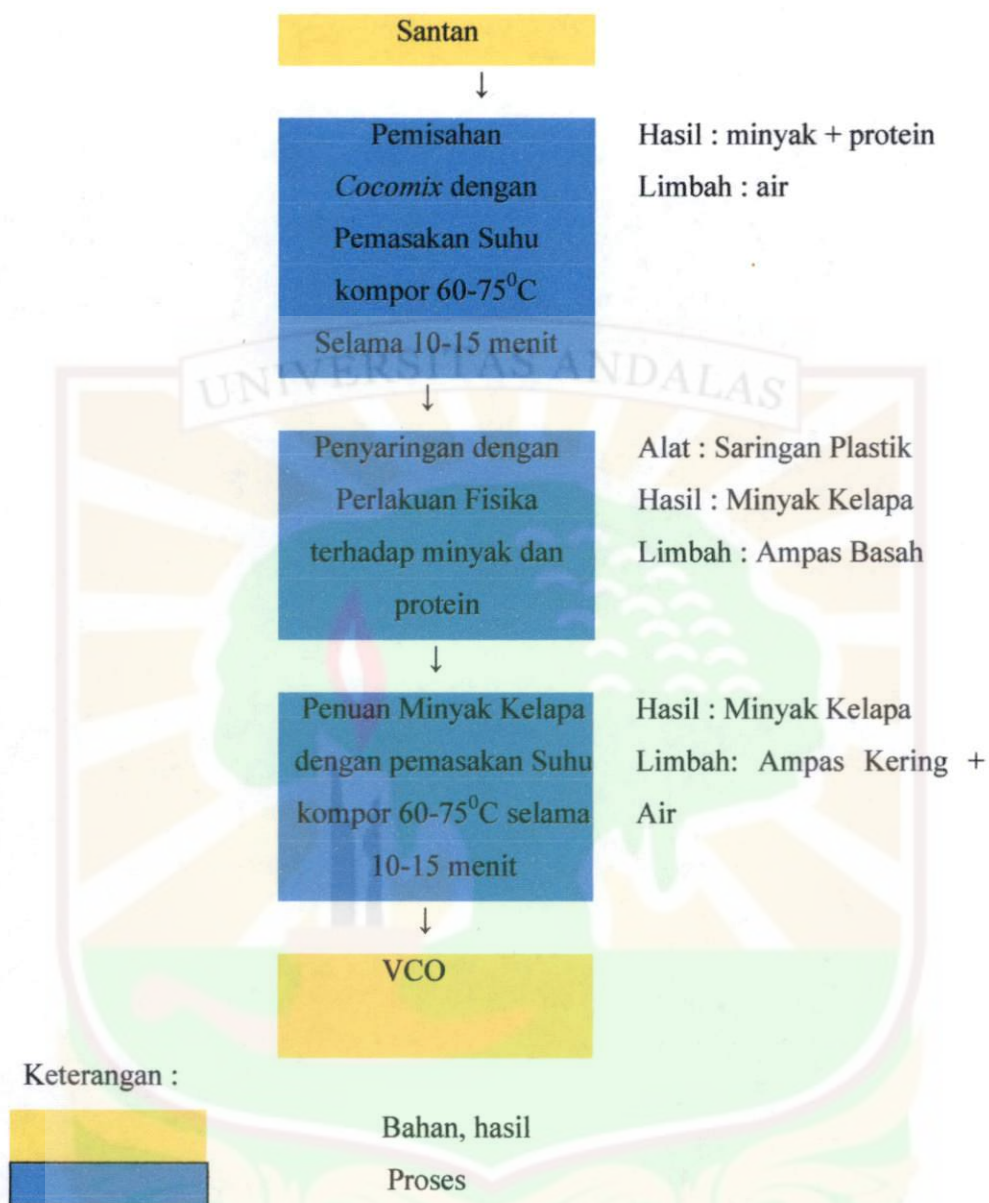 Santan
↓
Pemisahan
Cocomix dengan
Pemasakan Suhu
kompor 60-75⁰C
Selama 10-15 menit
Hasil : minyak + protein
Limbah : air
UNIVERSITAS ANDALAS
↓
Penyaringan dengan
Perlakuan Fisika
terhadap minyak dan
protein
Alat : Saringan Plastik
Hasil : Minyak Kelapa
Limbah : Ampas Basah
↓
Penuan Minyak Kelapa
dengan pemasakan Suhu
kompor 60-75⁰C selama
10-15 menit
Hasil : Minyak Kelapa
Limbah: Ampas Kering +
Air
↓
VCO
Keterangan :
Bahan, hasil
Proses